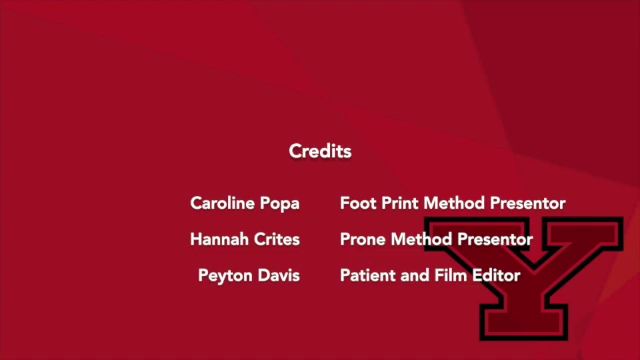 Credits
Caroline Popa Foot Print Method Presentor
Hannah Crites Prone Method Presentor
Peyton Davis Patient and Film Editor
Y